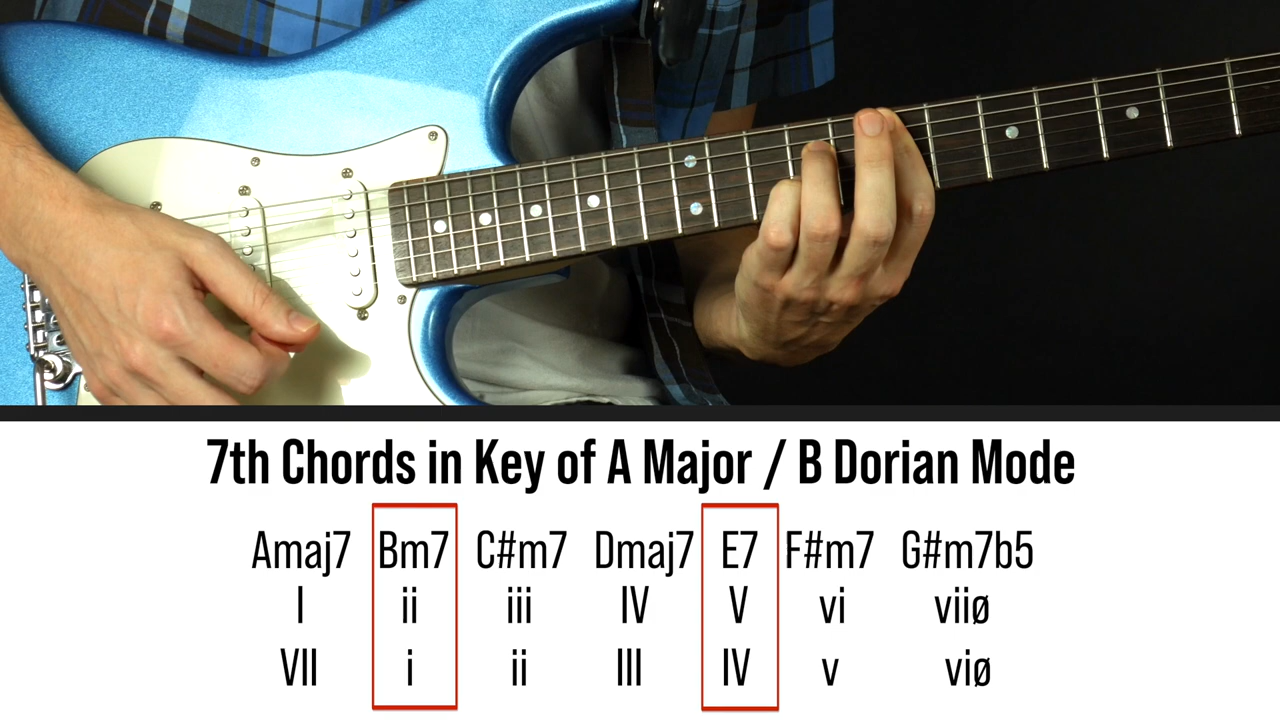 7th Chords in Key of A Major / B Dorian Mode
Amaj7 Bm7 C#m7 Dmaj7 E7 F#m7 G#m7b5
I ii iii IV V vi viiø
VII i ii III IV v viø